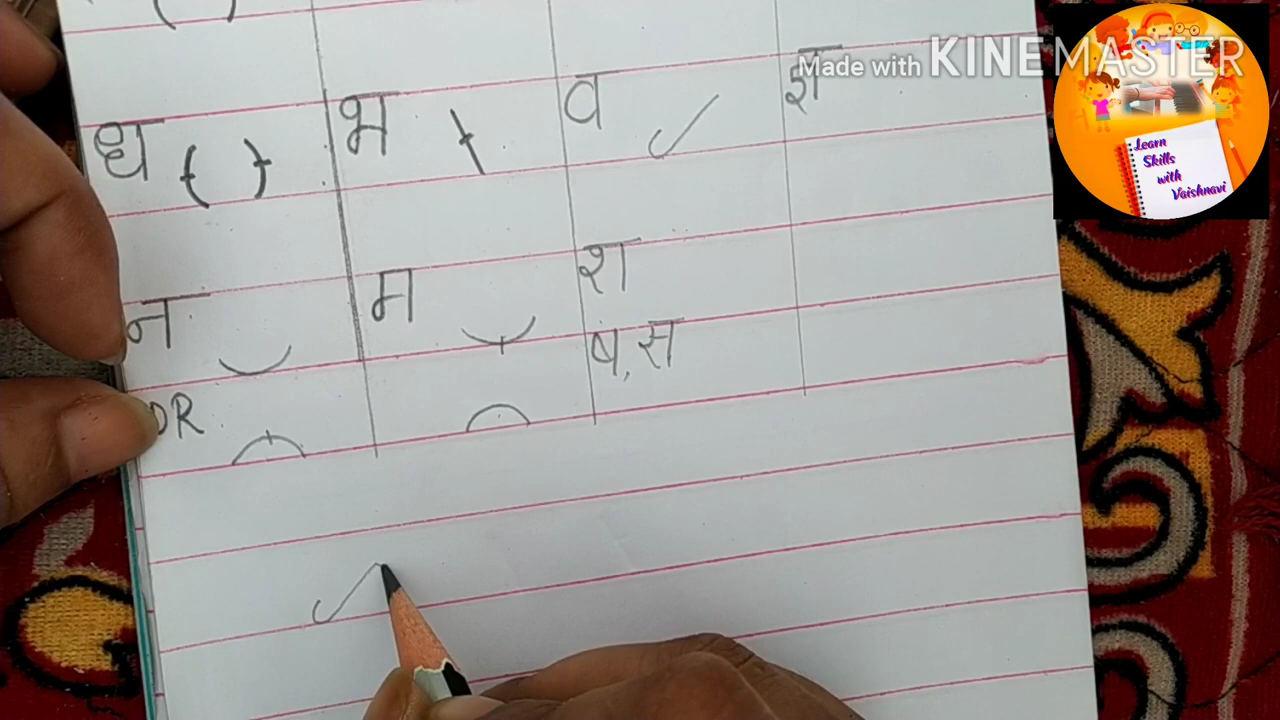 Made with KINEMASTER
Learn
Skills
with
Vaishnavi
ध भ व श
न म श
ष, स
OR